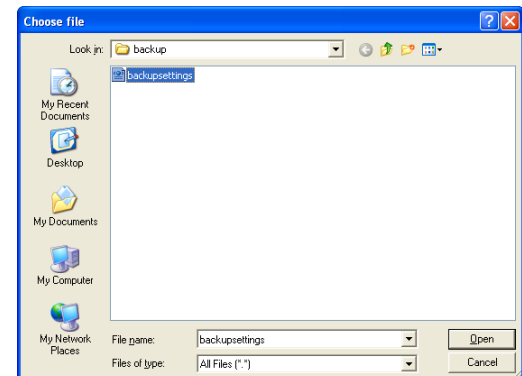 Choose file
Look in: backup
backupsettings
My Recent
Documents
Desktop
My Documents
My Computer
My Network
Places
File name: backupsettings Open
Files of type: All Files (*.*) Cancel